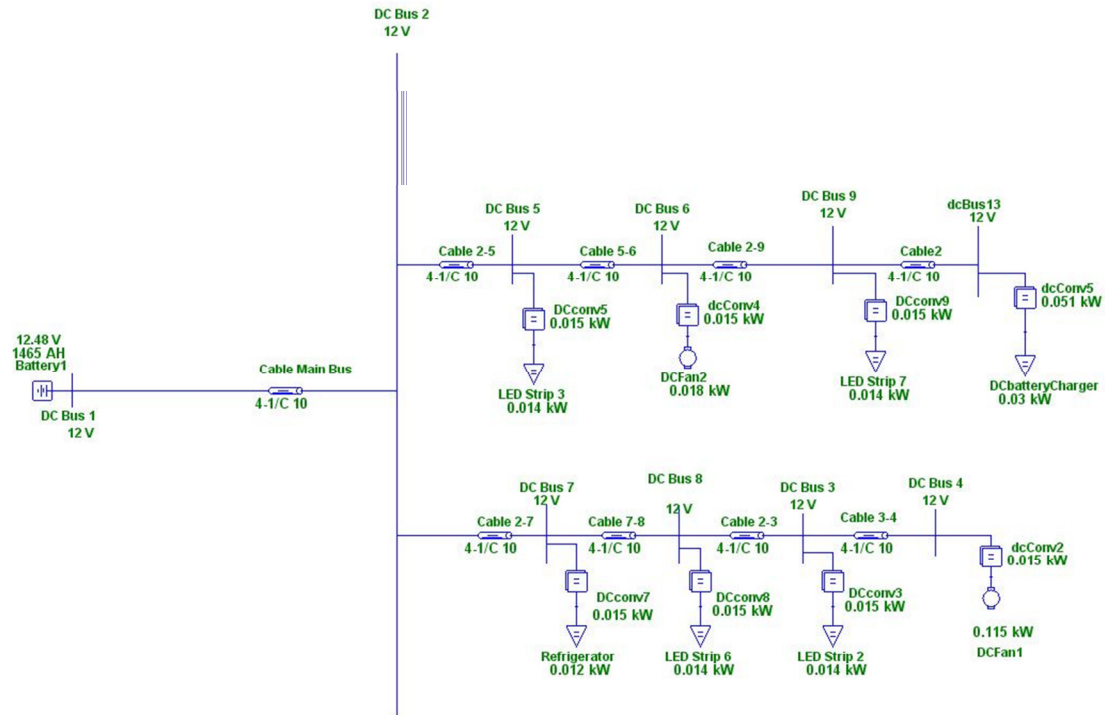 DC Bus 2
12 V
DC Bus 5
12 V
DC Bus 6
12 V
DC Bus 9
12 V
dcBus13
12 V
Cable 2-5
4-1/C 10
Cable 5-6
4-1/C 10
Cable 2-9
4-1/C 10
Cable2
4-1/C 10
DCconv5
0.015 kW
dcConv4
0.015 kW
DCconv9
0.015 kW
dcConv5
0.051 kW
LED Strip 3
0.014 kW
DCFan2
0.018 kW
LED Strip 7
0.014 kW
DCbatteryCharger
0.03 kW
12.48 V
1465 AH
Battery1
DC Bus 1
12 V
Cable Main Bus
4-1/C 10
DC Bus 7
12 V
DC Bus 8
12 V
DC Bus 3
12 V
DC Bus 4
12 V
Cable 2-7
4-1/C 10
Cable 7-8
4-1/C 10
Cable 2-3
4-1/C 10
Cable 3-4
4-1/C 10
DCconv7
0.015 kW
DCconv8
0.015 kW
DCconv3
0.015 kW
dcConv2
0.015 kW
Refrigerator
0.012 kW
LED Strip 6
0.014 kW
LED Strip 2
0.014 kW
0.115 kW
DCFan1